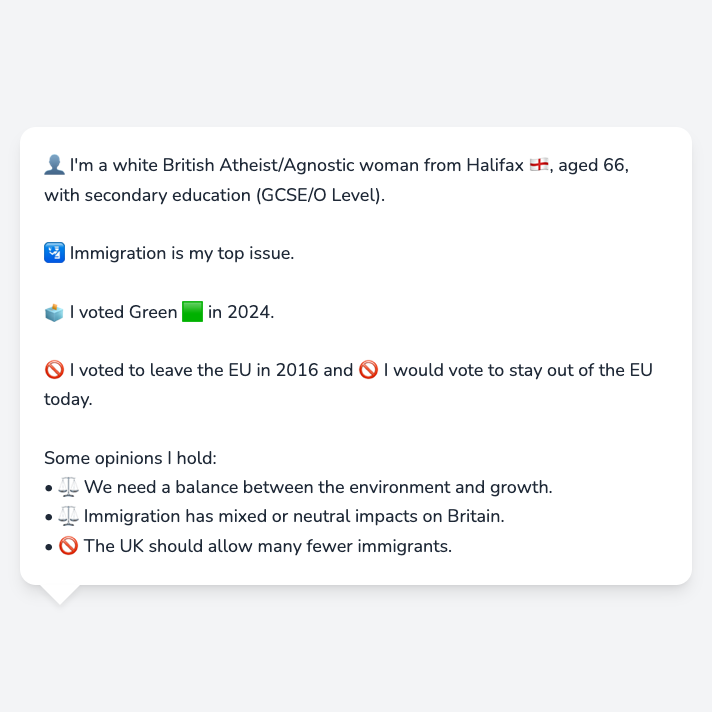 👤 I'm a white British Atheist/Agnostic woman from Halifax 🏴󠁧󠁢󠁥󠁮󠁧󠁿, aged 66,
with secondary education (GCSE/O Level).
🛂 Immigration is my top issue.
🗳️ I voted Green 🟩 in 2024.
🚫 I voted to leave the EU in 2016 and 🚫 I would vote to stay out of the EU
today.
Some opinions I hold:
• ⚖️ We need a balance between the environment and growth.
• ⚖️ Immigration has mixed or neutral impacts on Britain.
• 🚫 The UK should allow many fewer immigrants.